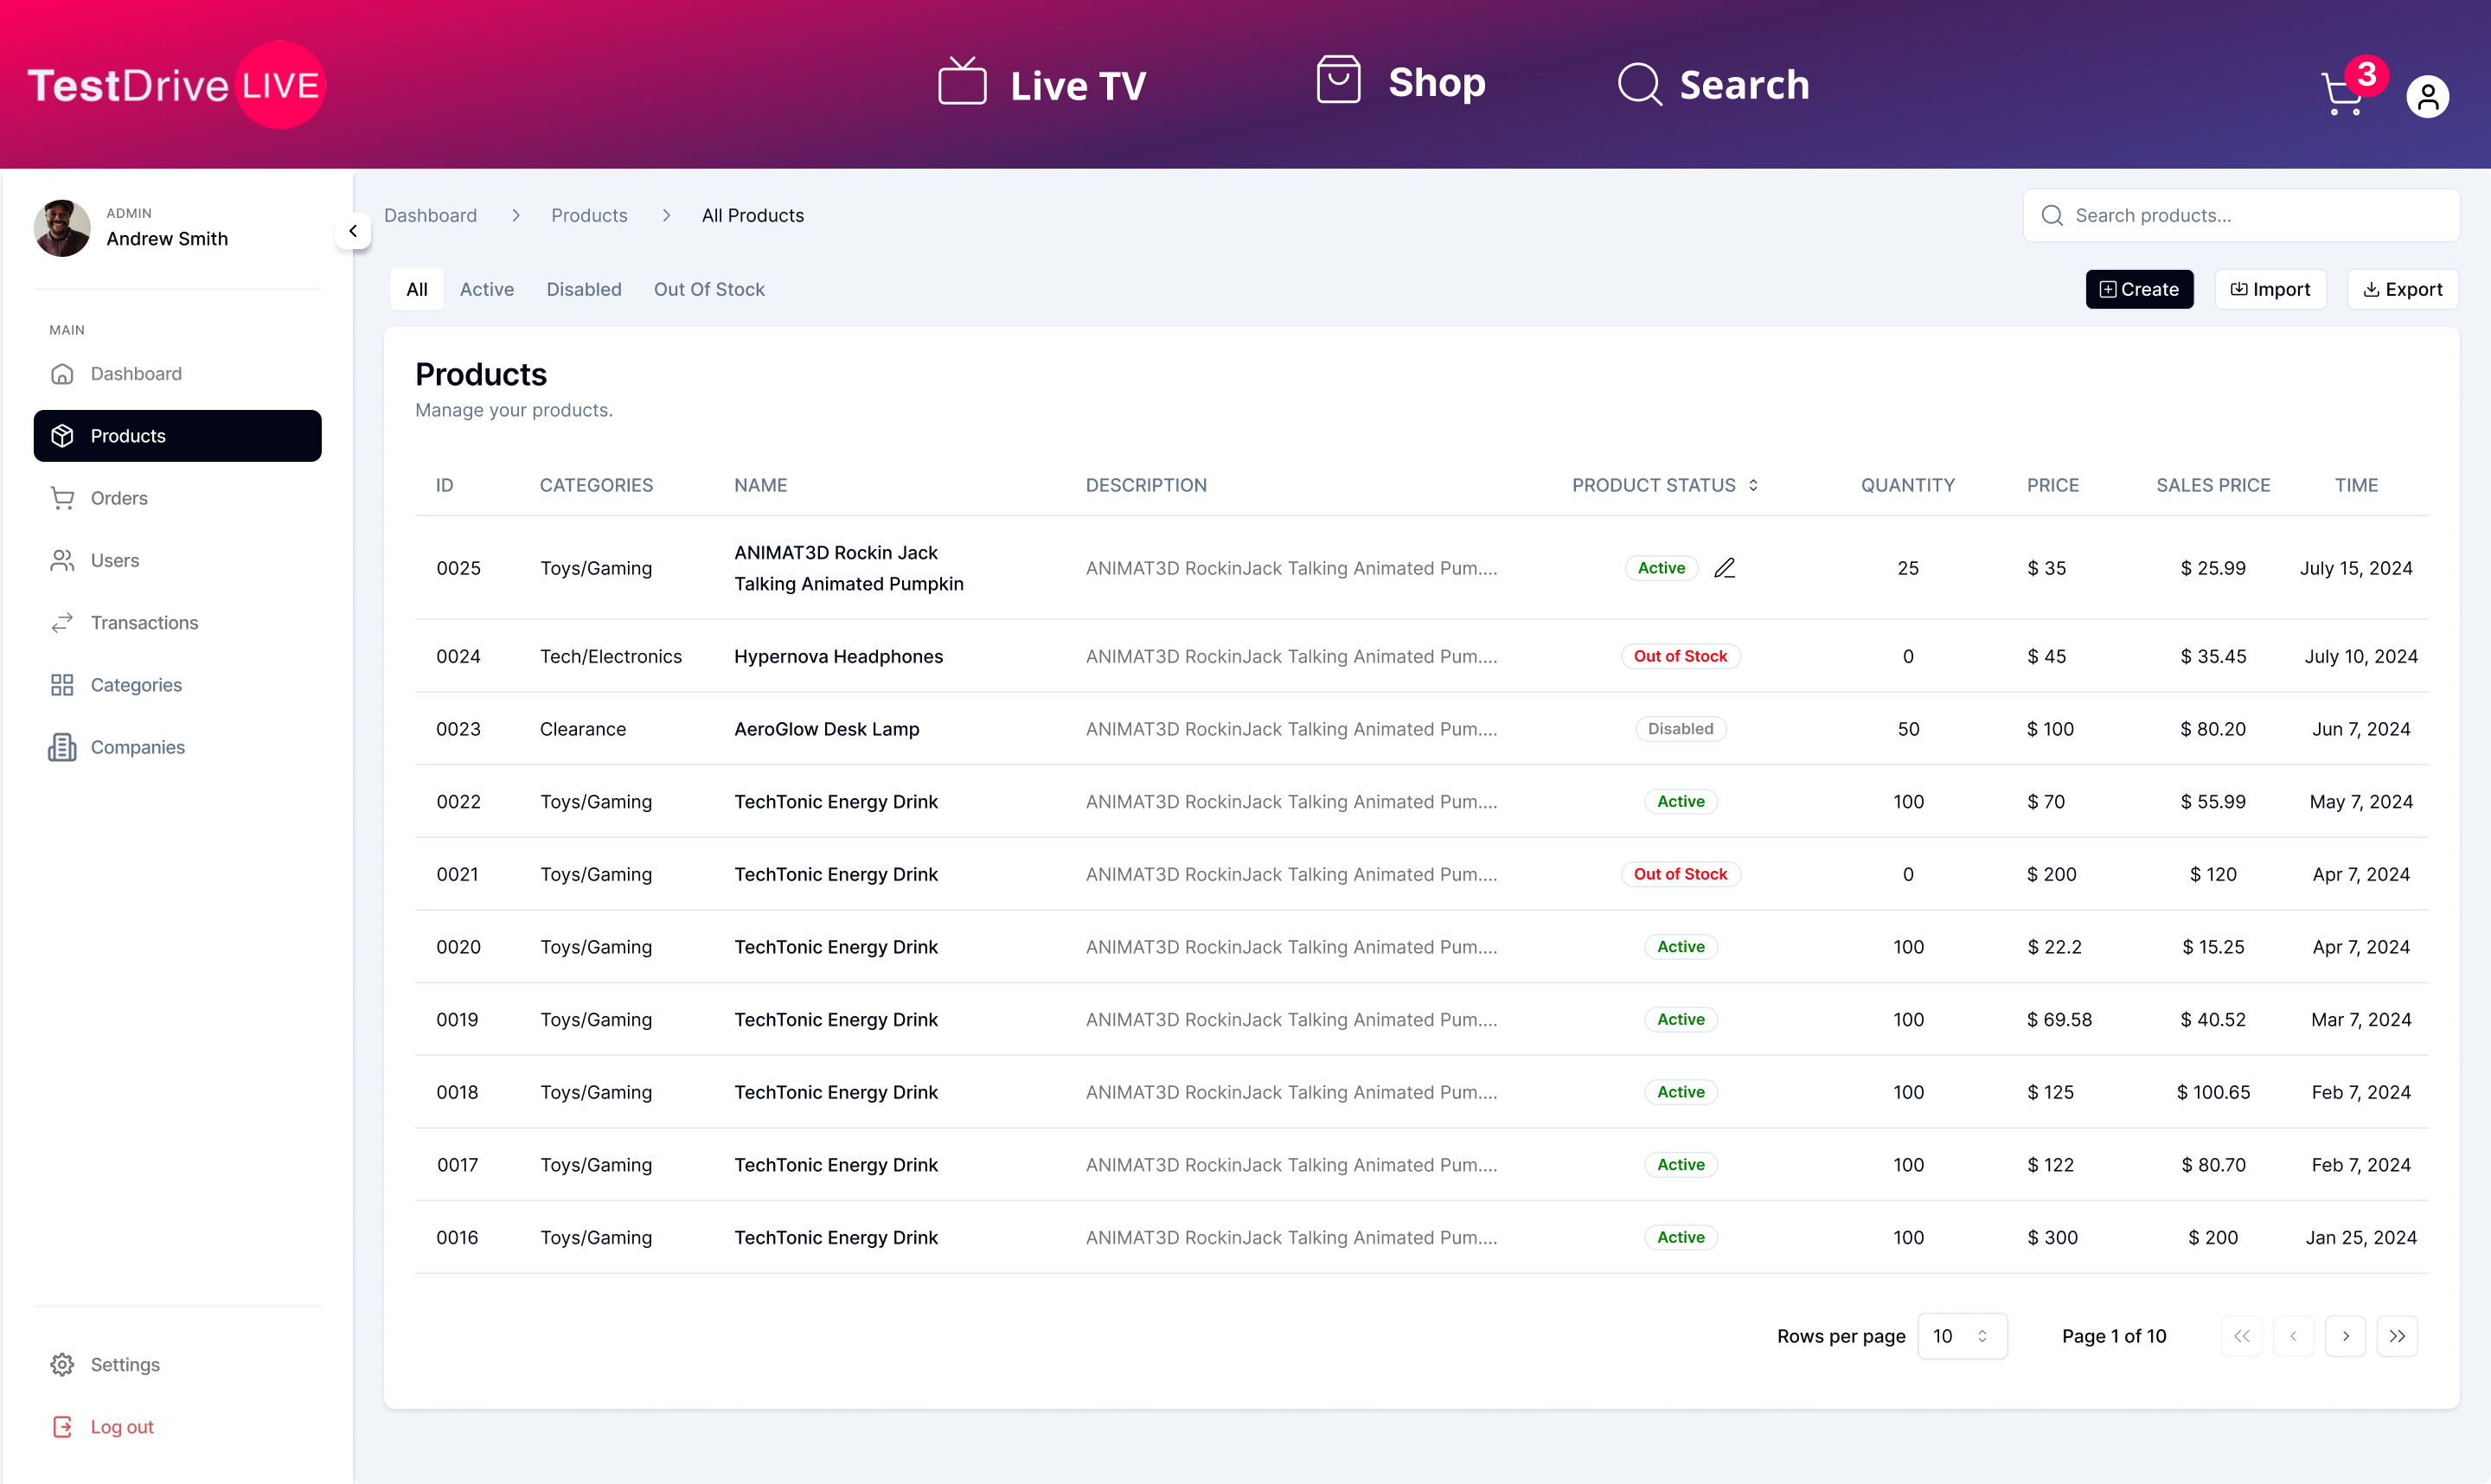 TestDrive LIVE
Live TV
Shop
Search
3
ADMIN
Andrew Smith
Dashboard
Products
All Products
Search products...
All
Active
Disabled
Out Of Stock
Create
Import
Export
MAIN
Dashboard
Products
Orders
Users
Transactions
Categories
Companies
Settings
Log out
Products
Manage your products.
ID CATEGORIES NAME DESCRIPTION PRODUCT STATUS QUANTITY PRICE SALES PRICE TIME
0025 Toys/Gaming ANIMAT3D Rockin Jack
Talking Animated Pumpkin ANIMAT3D RockinJack Talking Animated Pum.... Active 25 $ 35 $ 25.99 July 15, 2024
0024 Tech/Electronics Hypernova Headphones ANIMAT3D RockinJack Talking Animated Pum.... Out of Stock 0 $ 45 $ 35.45 July 10, 2024
0023 Clearance AeroGlow Desk Lamp ANIMAT3D RockinJack Talking Animated Pum.... Disabled 50 $ 100 $ 80.20 Jun 7, 2024
0022 Toys/Gaming TechTonic Energy Drink ANIMAT3D RockinJack Talking Animated Pum.... Active 100 $ 70 $ 55.99 May 7, 2024
0021 Toys/Gaming TechTonic Energy Drink ANIMAT3D RockinJack Talking Animated Pum.... Out of Stock 0 $ 200 $ 120 Apr 7, 2024
0020 Toys/Gaming TechTonic Energy Drink ANIMAT3D RockinJack Talking Animated Pum.... Active 100 $ 22.2 $ 15.25 Apr 7, 2024
0019 Toys/Gaming TechTonic Energy Drink ANIMAT3D RockinJack Talking Animated Pum.... Active 100 $ 69.58 $ 40.52 Mar 7, 2024
0018 Toys/Gaming TechTonic Energy Drink ANIMAT3D RockinJack Talking Animated Pum.... Active 100 $ 125 $ 100.65 Feb 7, 2024
0017 Toys/Gaming TechTonic Energy Drink ANIMAT3D RockinJack Talking Animated Pum.... Active 100 $ 122 $ 80.70 Feb 7, 2024
0016 Toys/Gaming TechTonic Energy Drink ANIMAT3D RockinJack Talking Animated Pum.... Active 100 $ 300 $ 200 Jan 25, 2024
Rows per page 10 Page 1 of 10